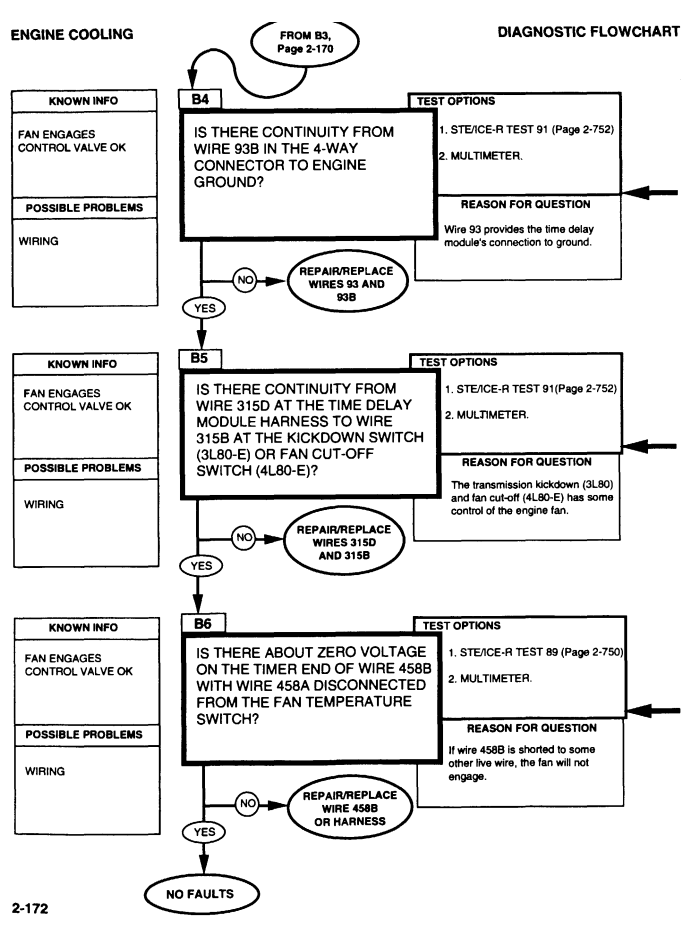 ENGINE COOLING
DIAGNOSTIC FLOWCHART
FROM B3,
Page 2-170
KNOWN INFO
FAN ENGAGES
CONTROL VALVE OK
POSSIBLE PROBLEMS
WIRING
B4
IS THERE CONTINUITY FROM
WIRE 93B IN THE 4-WAY
CONNECTOR TO ENGINE
GROUND?
TEST OPTIONS
1. STE/ICE-R TEST 91 (Page 2-752)
2. MULTIMETER.
REASON FOR QUESTION
Wire 93 provides the time delay
module's connection to ground.
NO
REPAIR/REPLACE
WIRES 93 AND
93B
YES
KNOWN INFO
FAN ENGAGES
CONTROL VALVE OK
POSSIBLE PROBLEMS
WIRING
B5
IS THERE CONTINUITY FROM
WIRE 315D AT THE TIME DELAY
MODULE HARNESS TO WIRE
315B AT THE KICKDOWN SWITCH
(3L80-E) OR FAN CUT-OFF
SWITCH (4L80-E)?
TEST OPTIONS
1. STE/ICE-R TEST 91(Page 2-752)
2. MULTIMETER.
REASON FOR QUESTION
The transmission kickdown (3L80)
and fan cut-off (4L80-E) has some
control of the engine fan.
NO
REPAIR/REPLACE
WIRES 315D
AND 315B
YES
KNOWN INFO
FAN ENGAGES
CONTROL VALVE OK
POSSIBLE PROBLEMS
WIRING
B6
IS THERE ABOUT ZERO VOLTAGE
ON THE TIMER END OF WIRE 458B
WITH WIRE 458A DISCONNECTED
FROM THE FAN TEMPERATURE
SWITCH?
TEST OPTIONS
1. STE/ICE-R TEST 89 (Page 2-750)
2. MULTIMETER.
REASON FOR QUESTION
If wire 458B is shorted to some
other live wire, the fan will not
engage.
NO
REPAIR/REPLACE
WIRE 458B
OR HARNESS
YES
NO FAULTS
2-172